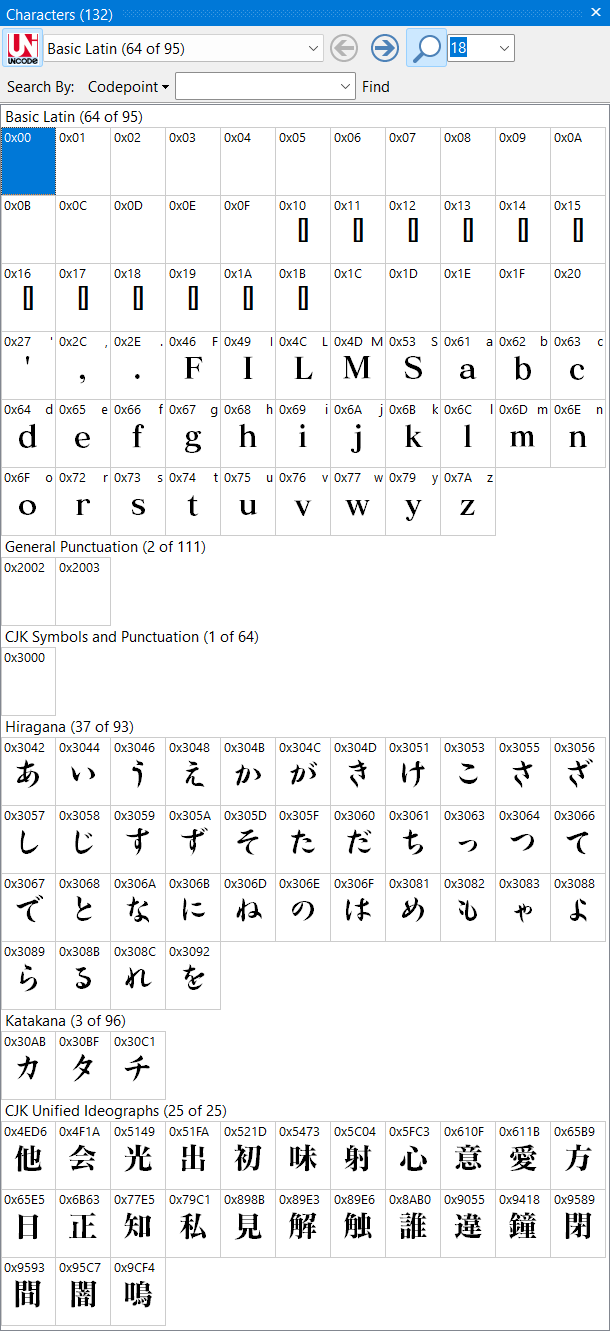 Characters (132)
UNICODE Basic Latin (64 of 95) 18
Search By: Codepoint Find
Basic Latin (64 of 95)
0x00 0x01 0x02 0x03 0x04 0x05 0x06 0x07 0x08 0x09 0x0A
0x0B 0x0C 0x0D 0x0E 0x0F 0x10 0x11 0x12 0x13 0x14 0x15
▯ ▯ ▯ ▯ ▯ ▯
0x16 0x17 0x18 0x19 0x1A 0x1B 0x1C 0x1D 0x1E 0x1F 0x20
▯ ▯ ▯ ▯ ▯ ▯
0x27 ' 0x2C , 0x2E . 0x46 F 0x49 I 0x4C L 0x4D M 0x53 S 0x61 a 0x62 b 0x63 c
' , . F I L M S a b c
0x64 d 0x65 e 0x66 f 0x67 g 0x68 h 0x69 i 0x6A j 0x6B k 0x6C l 0x6D m 0x6E n
d e f g h i j k l m n
0x6F o 0x72 r 0x73 s 0x74 t 0x75 u 0x76 v 0x77 w 0x79 y 0x7A z
o r s t u v w y z
General Punctuation (2 of 111)
0x2002 0x2003
CJK Symbols and Punctuation (1 of 64)
0x3000
Hiragana (37 of 93)
0x3042 0x3044 0x3046 0x3048 0x304B 0x304C 0x304D 0x3051 0x3053 0x3055 0x3056
あ い う え か が き け こ さ ざ
0x3057 0x3058 0x3059 0x305A 0x305D 0x305F 0x3060 0x3061 0x3063 0x3064 0x3066
し じ す ず そ た だ ち っ つ て
0x3067 0x3068 0x306A 0x306B 0x306D 0x306E 0x306F 0x3081 0x3082 0x3083 0x3088
で と な に ね の は め も ゃ よ
0x3089 0x308B 0x308C 0x3092
ら る れ を
Katakana (3 of 96)
0x30AB 0x30BF 0x30C1
カ タ チ
CJK Unified Ideographs (25 of 25)
0x4ED6 0x4F1A 0x5149 0x51FA 0x521D 0x5473 0x5C04 0x5FC3 0x610F 0x611B 0x65B9
他 会 光 出 初 味 射 心 意 愛 方
0x65E5 0x6B63 0x77E5 0x79C1 0x898B 0x89E3 0x89E6 0x8AB0 0x9055 0x9418 0x9589
日 正 知 私 見 解 触 誰 違 鐘 閉
0x9593 0x95C7 0x9CF4
間 闇 鳴